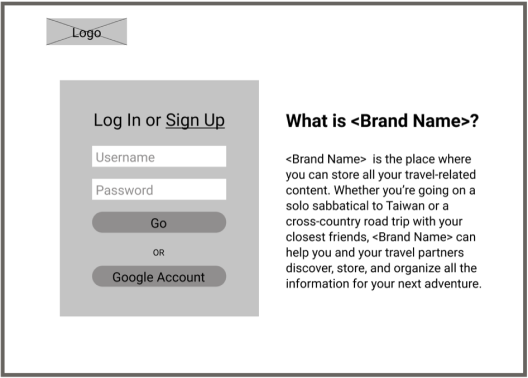 Logo
Log In or Sign Up
Username
Password
Go
OR
Google Account
What is <Brand Name>?
<Brand Name> is the place where
you can store all your travel-related
content. Whether you're going on a
solo sabbatical to Taiwan or a
cross-country road trip with your
closest friends, <Brand Name> can
help you and your travel partners
discover, store, and organize all the
information for your next adventure.